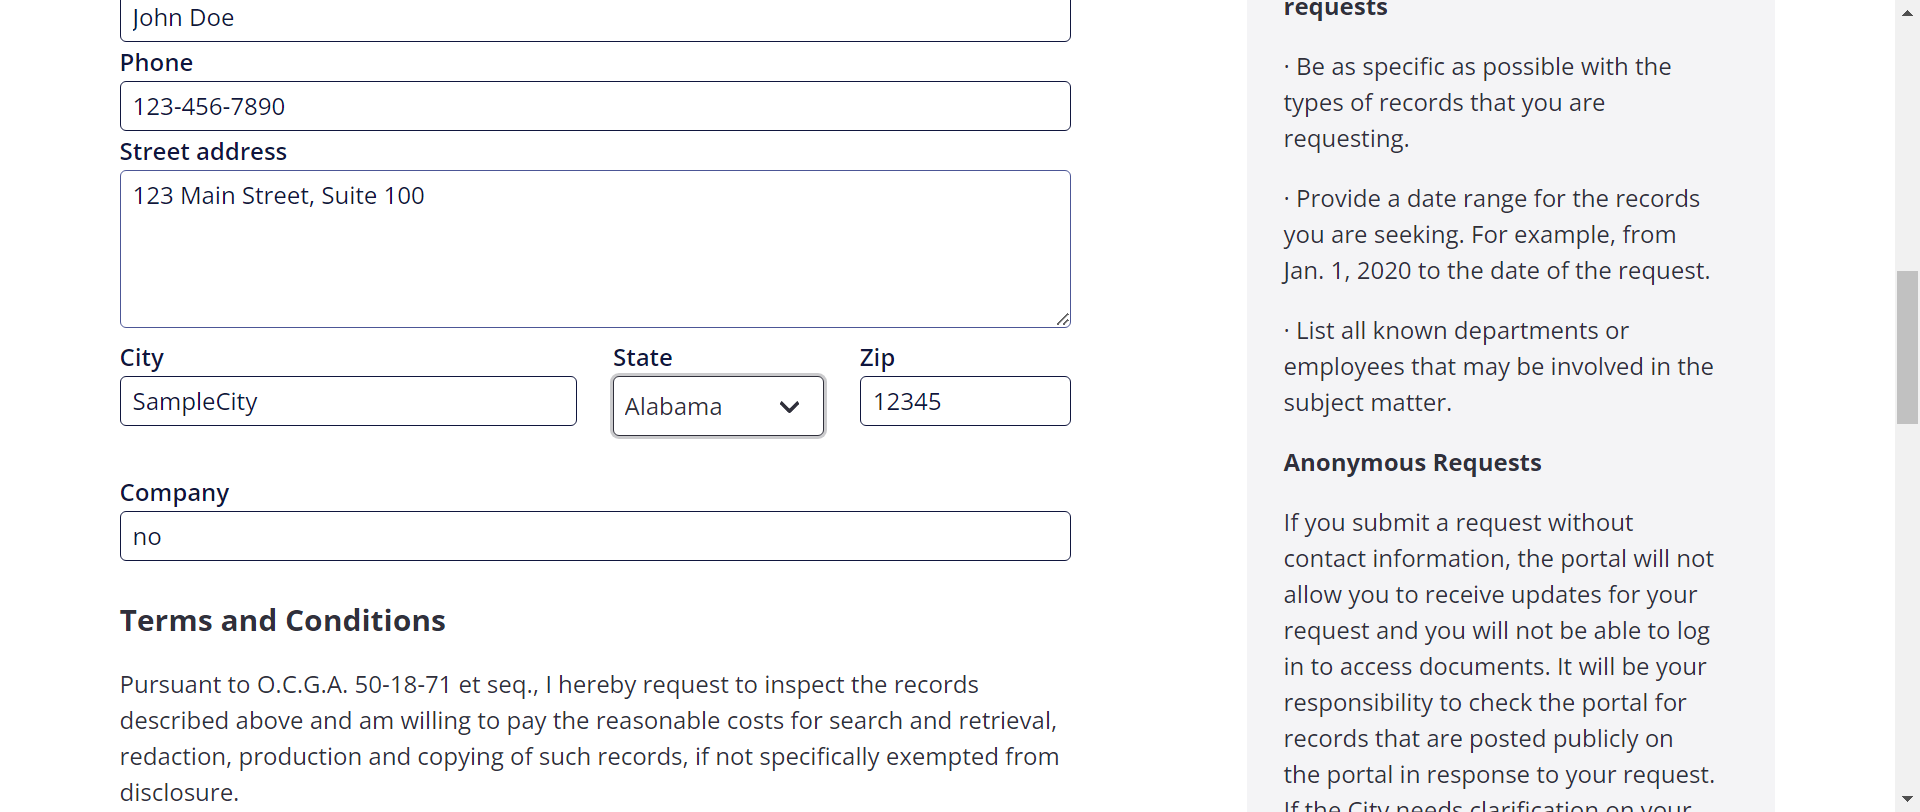 John Doe
Phone
123-456-7890
Street address
123 Main Street, Suite 100
City
SampleCity
State
Alabama
Zip
12345
Company
no
Terms and Conditions
Pursuant to O.C.G.A. 50-18-71 et seq., I hereby request to inspect the records
described above and am willing to pay the reasonable costs for search and retrieval,
redaction, production and copying of such records, if not specifically exempted from
disclosure.
requests
· Be as specific as possible with the
types of records that you are
requesting.
· Provide a date range for the records
you are seeking. For example, from
Jan. 1, 2020 to the date of the request.
· List all known departments or
employees that may be involved in the
subject matter.
Anonymous Requests
If you submit a request without
contact information, the portal will not
allow you to receive updates for your
request and you will not be able to log
in to access documents. It will be your
responsibility to check the portal for
records that are posted publicly on
the portal in response to your request.
If the City needs clarification on your